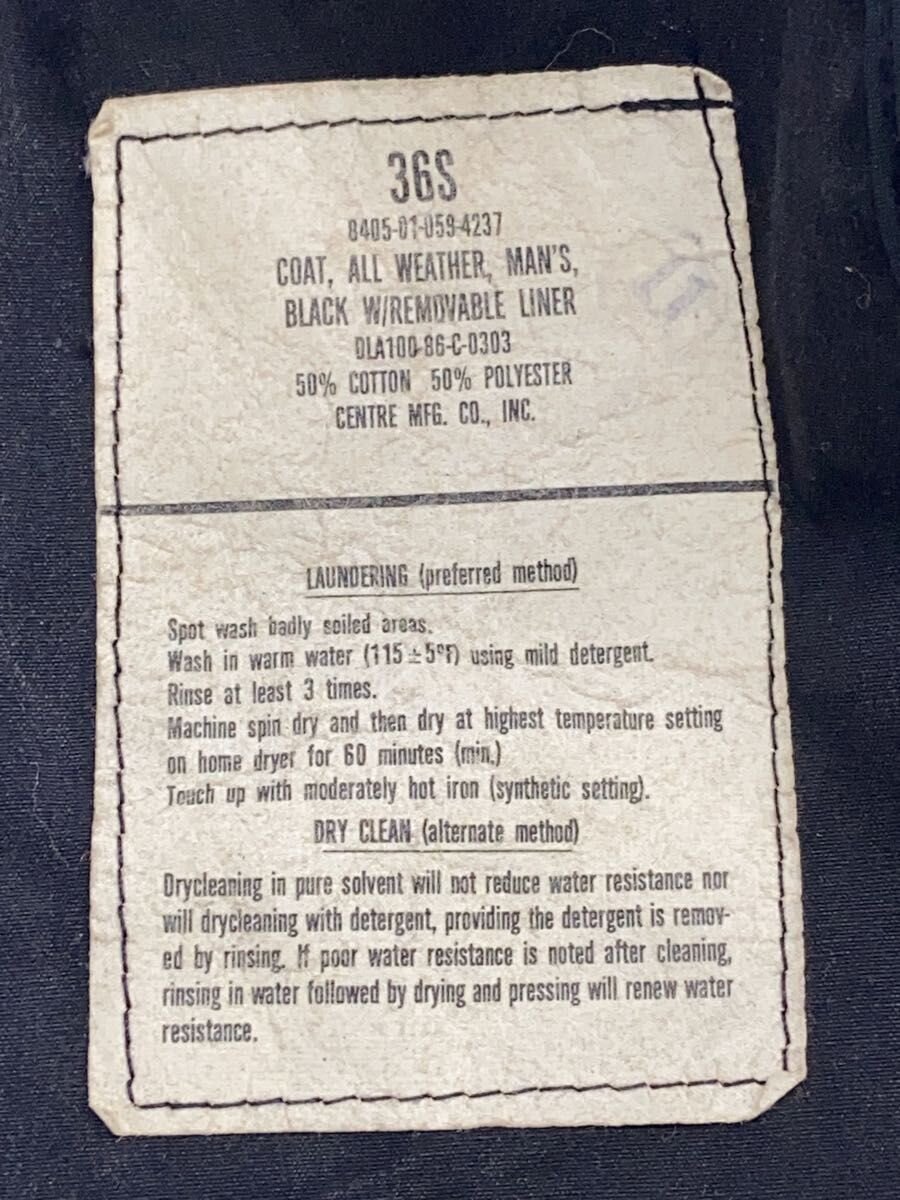 36S
8405-01-059-4237
COAT, ALL WEATHER, MAN'S,
BLACK W/REMOVABLE LINER
DLA100-86-C-0303
50% COTTON 50% POLYESTER
CENTRE MFG. CO., INC.
LAUNDERING (preferred method)
Spot wash badly soiled areas.
Wash in warm water (115 ±5°F) using mild detergent.
Rinse at least 3 times.
Machine spin dry and then dry at highest temperature setting
on home dryer for 60 minutes (min.)
Touch up with moderately hot iron (synthetic setting).
DRY CLEAN (alternate method)
Drycleaning in pure solvent will not reduce water resistance nor
will drycleaning with detergent, providing the detergent is remov-
ed by rinsing. If poor water resistance is noted after cleaning,
rinsing in water followed by drying and pressing will renew water
resistance.